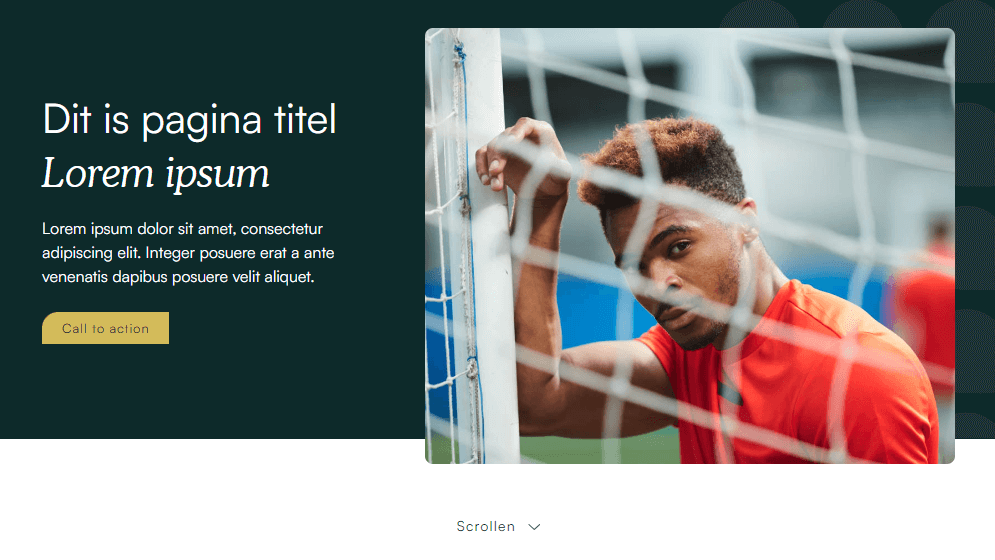 Dit is pagina titel
Lorem ipsum
Lorem ipsum dolor sit amet, consectetur
adipiscing elit. Integer posuere erat a ante
venenatis dapibus posuere velit aliquet.
Call to action
Scrollen